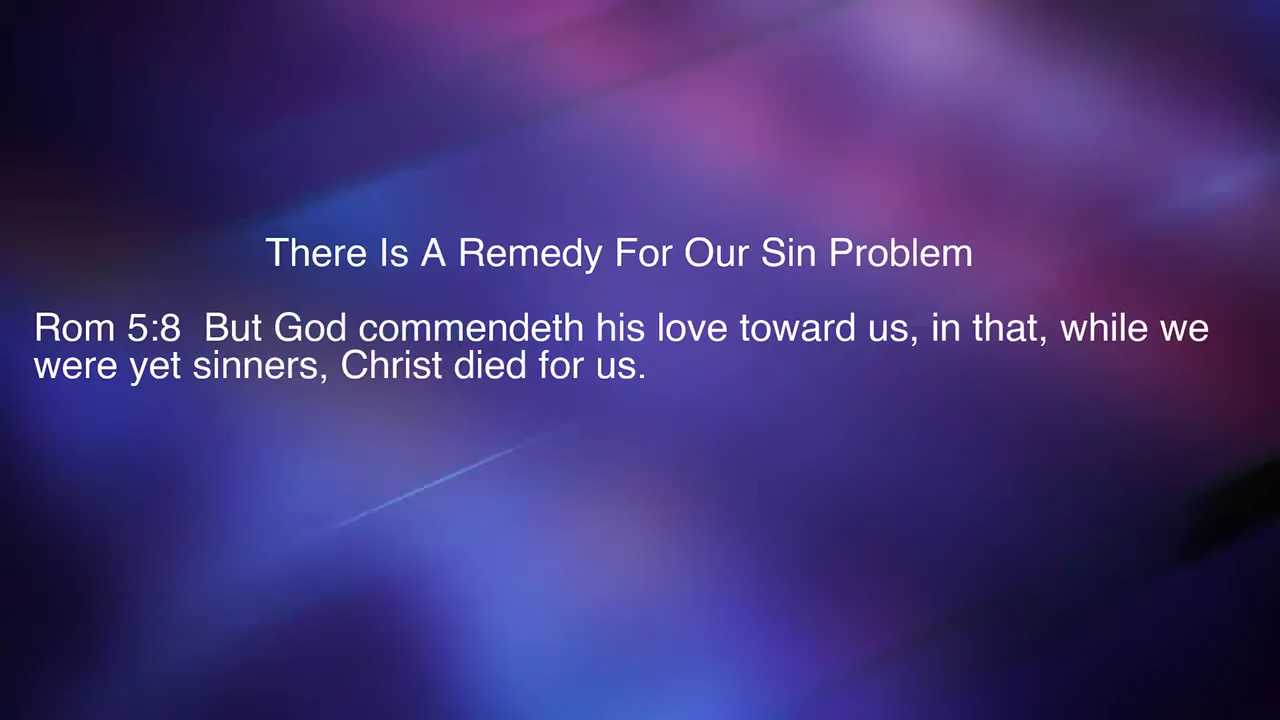 There Is A Remedy For Our Sin Problem
Rom 5:8  But God commendeth his love toward us, in that, while we
were yet sinners, Christ died for us.